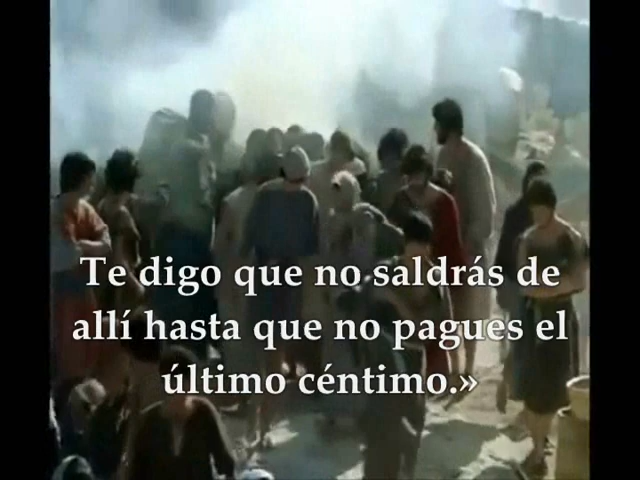 Te digo que no saldrás de
allí hasta que no pagues el
último céntimo.»